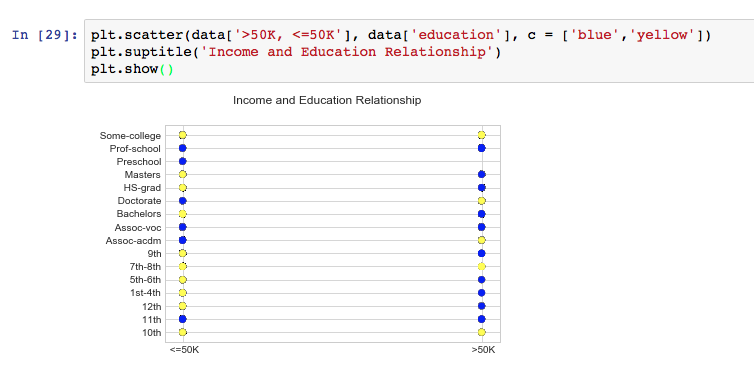 In [29]: plt.scatter(data['>50K, <=50K'], data['education'], c = ['blue','yellow'])
plt.suptitle('Income and Education Relationship')
plt.show()
Income and Education Relationship
Some-college
Prof-school
Preschool
Masters
HS-grad
Doctorate
Bachelors
Assoc-voc
Assoc-acdm
9th
7th-8th
5th-6th
1st-4th
12th
11th
10th
<=50K >50K